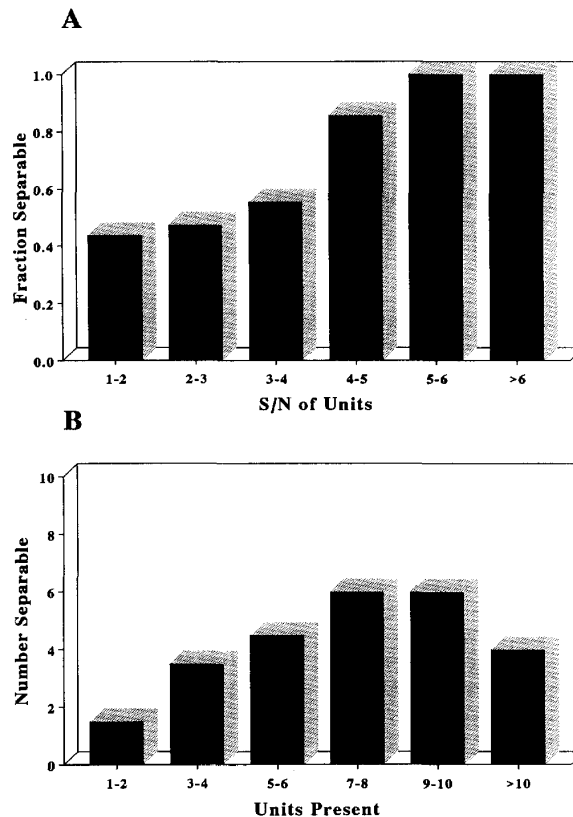 A
1.0
0.8
0.6
0.4
0.2
0.0
Fraction Separable
1-2 2-3 3-4 4-5 5-6 >6
S/N of Units
B
10
8
6
4
2
0
Number Separable
1-2 3-4 5-6 7-8 9-10 >10
Units Present